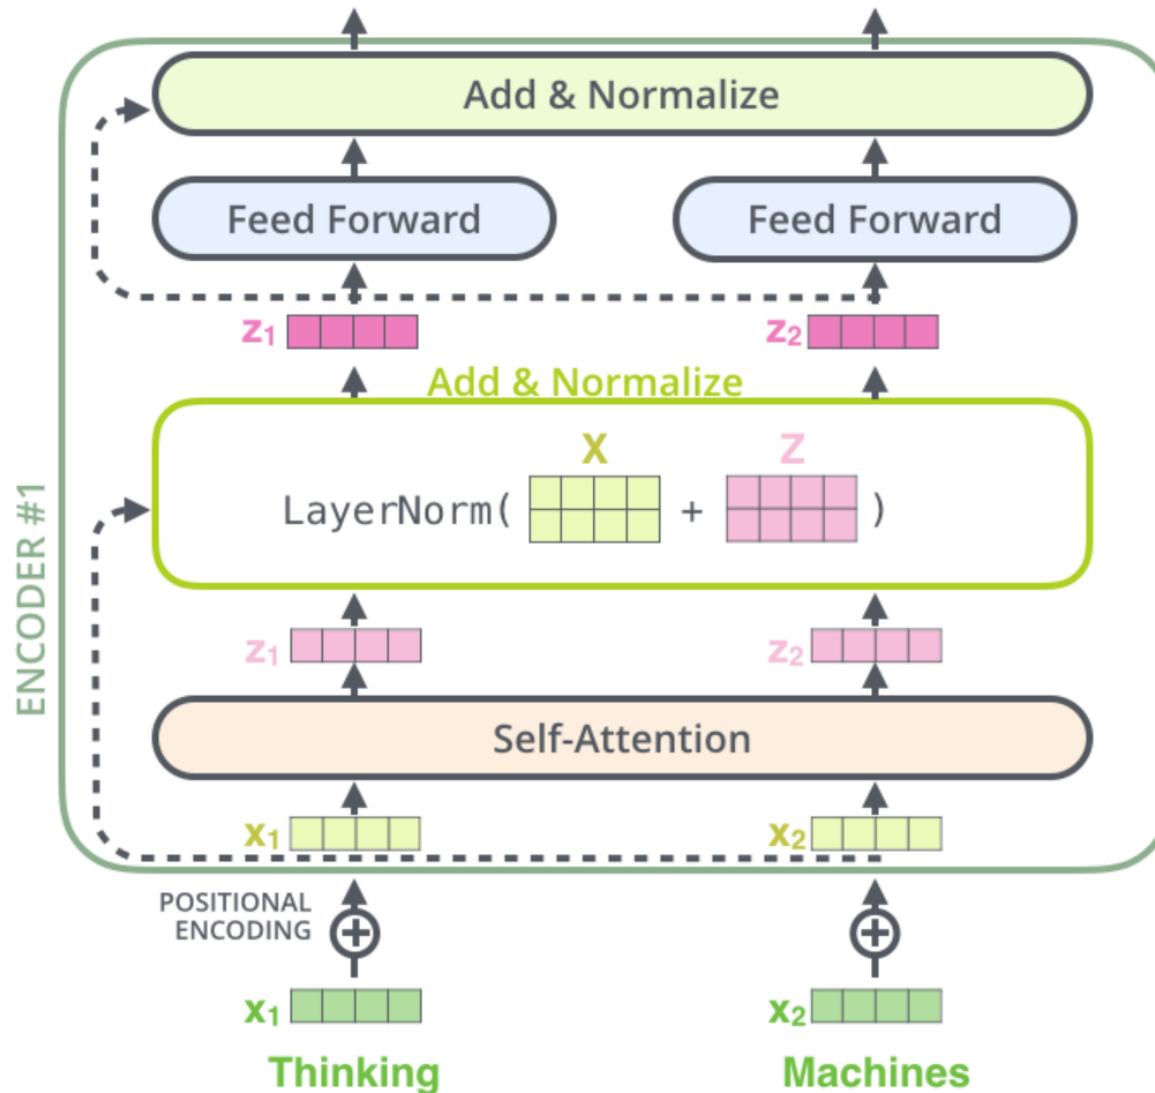 Add & Normalize
Feed Forward Feed Forward
z1 z2
Add & Normalize
X Z
LayerNorm( + )
ENCODER #1
z1 z2
Self-Attention
x1 x2
POSITIONAL
ENCODING
x1 x2
Thinking Machines